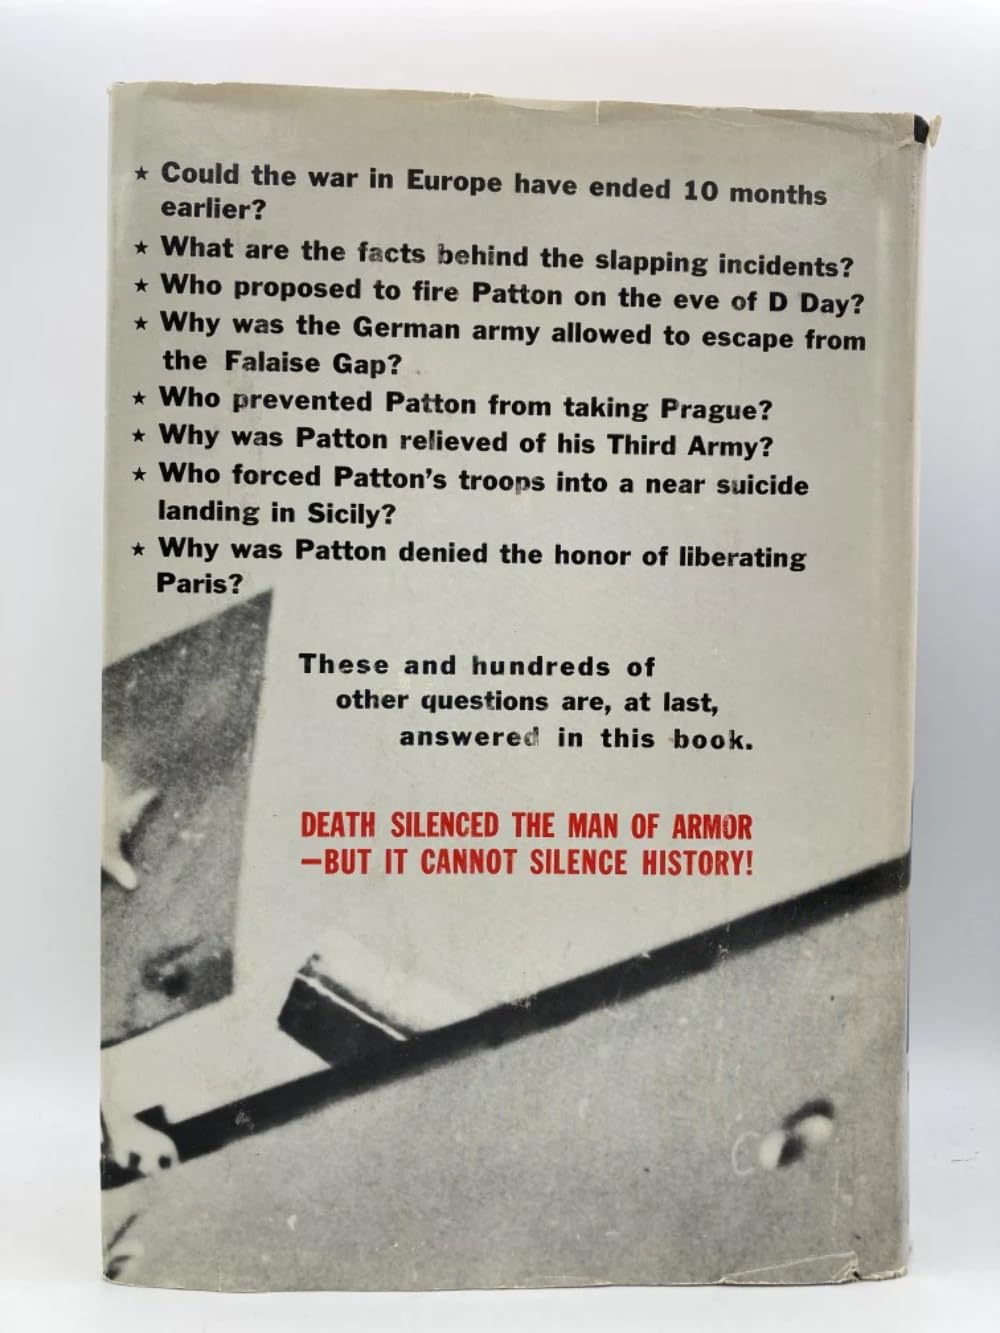 ★ Could the war in Europe have ended 10 months
earlier?
★ What are the facts behind the slapping incidents?
★ Who proposed to fire Patton on the eve of D Day?
★ Why was the German army allowed to escape from
the Falaise Gap?
★ Who prevented Patton from taking Prague?
★ Why was Patton relieved of his Third Army?
★ Who forced Patton's troops into a near suicide
landing in Sicily?
★ Why was Patton denied the honor of liberating
Paris?
These and hundreds of
other questions are, at last,
answered in this book.
DEATH SILENCED THE MAN OF ARMOR
—BUT IT CANNOT SILENCE HISTORY!